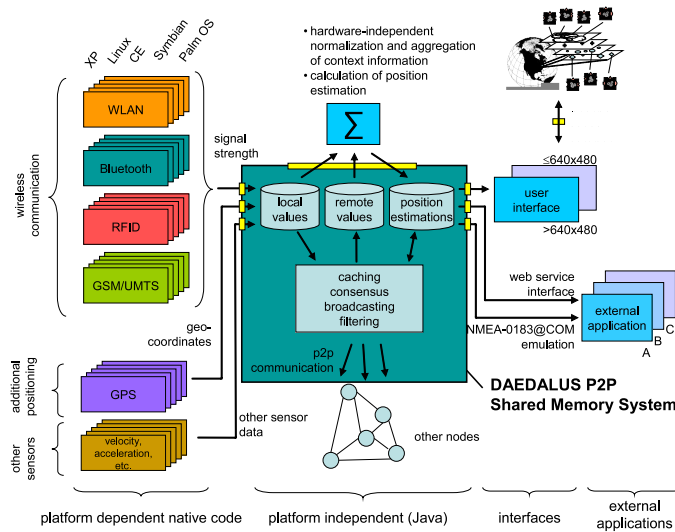 XP
Linux
CE
Symbian
Palm OS
• hardware-independent
normalization and aggregation
of context information
• calculation of position
estimation
wireless
communication
WLAN
Bluetooth
RFID
GSM/UMTS
signal
strength
Σ
local
values
remote
values
position
estimations
caching
consensus
broadcasting
filtering
≤640x480
user
interface
>640x480
web service
interface
external
application
A
B
C
NMEA-0183@COM
emulation
geo-
coordinates
p2p
communication
additional
positioning
GPS
DAEDALUS P2P
Shared Memory System
other
sensors
velocity,
acceleration,
etc.
other sensor
data
other nodes
platform dependent native code
platform independent (Java)
interfaces
external
applications